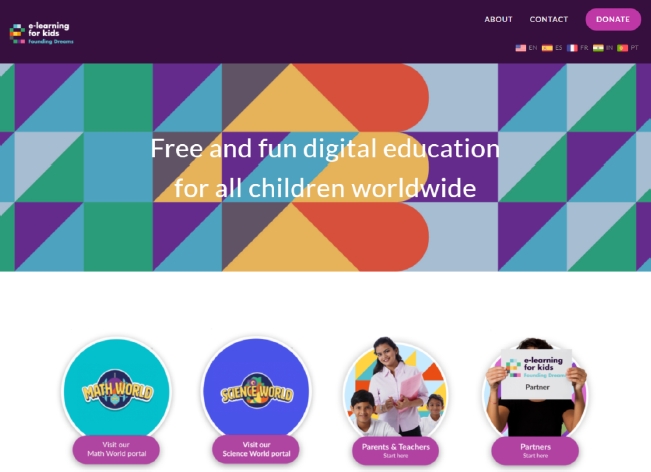 e-learning
for kids
Founding Dreams
ABOUT
CONTACT
DONATE
EN
ES
FR
IN
PT
Free and fun digital education
for all children worldwide
MATH WORLD
Visit our
Math World portal
SCIENCE WORLD
Visit our
Science World portal
Parents & Teachers
Start here
e-learning
for kids
Founding Dreams
Partner
Partners
Start here